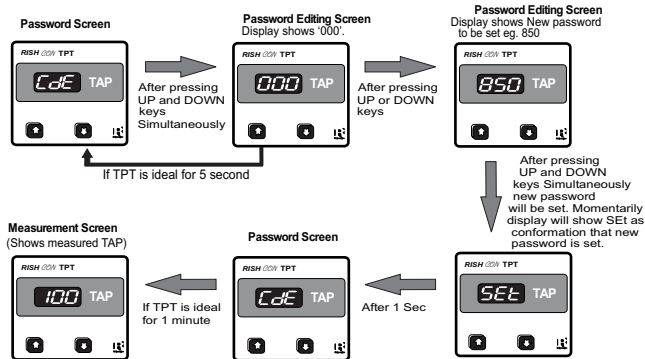 Password Screen
RISH CON TPT
CdE TAP
After pressing
UP and DOWN
keys
Simultaneously
Password Editing Screen
Display shows ‘000’.
RISH CON TPT
000 TAP
After pressing
UP or DOWN
keys
Password Editing Screen
Display shows New password
to be set eg. 850
RISH CON TPT
850 TAP
If TPT is ideal for 5 second
After pressing
UP and DOWN
keys Simultaneously
new password
will be set. Momentarily
display will show SEt as
conformation that new
password is set.
Measurement Screen
(Shows measured TAP)
RISH CON TPT
100 TAP
If TPT is ideal
for 1 minute
Password Screen
RISH CON TPT
CdE TAP
After 1 Sec
RISH CON TPT
SEt TAP